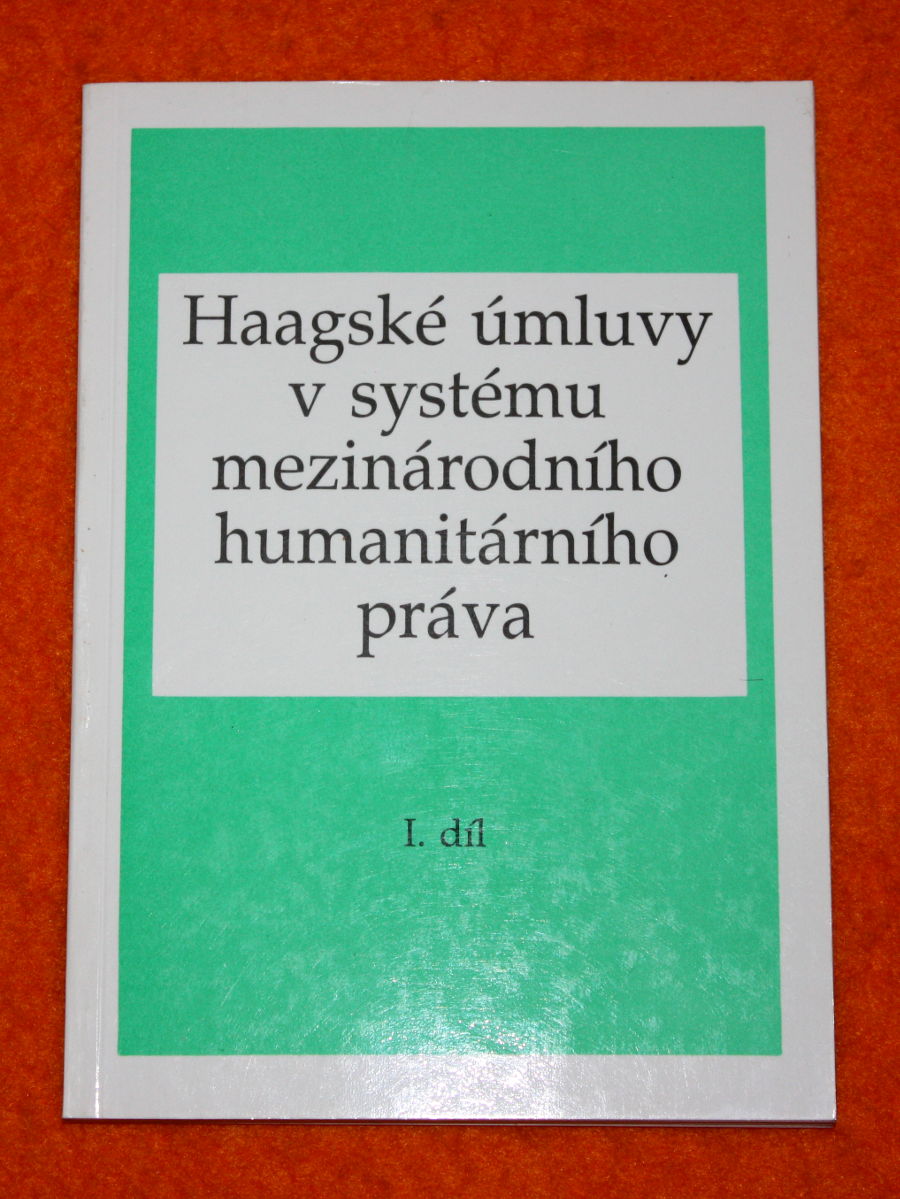 Haagské úmluvy
v systému
mezinárodního
humanitárního
práva
I. díl